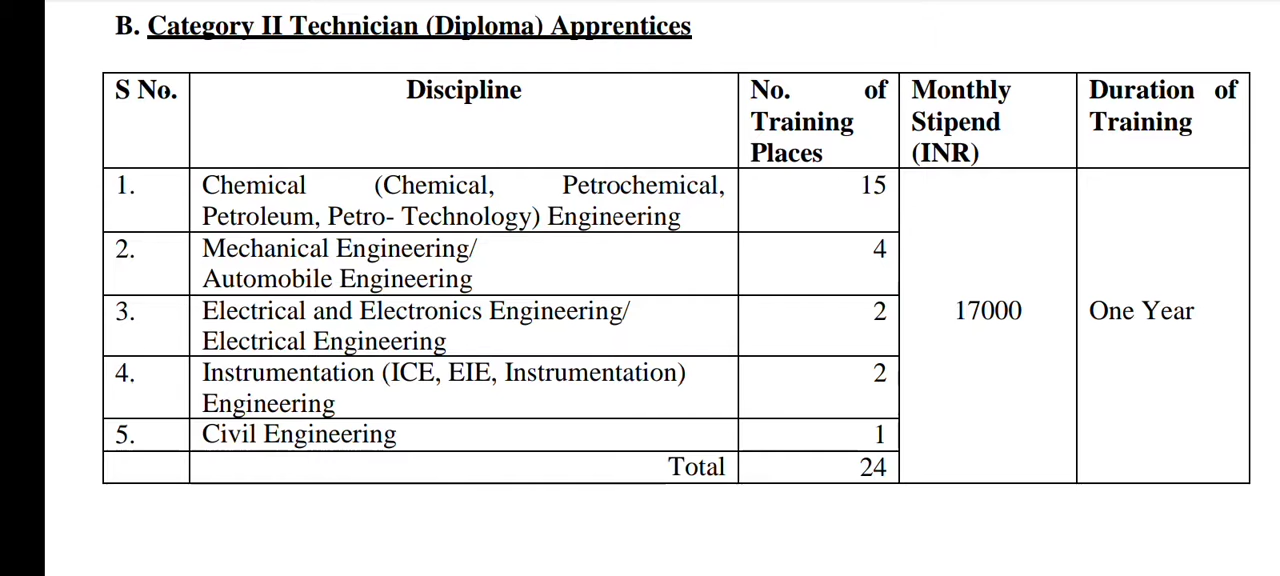 B. Category II Technician (Diploma) Apprentices
S No. Discipline No. of Training Places Monthly Stipend (INR) Duration of Training
1. Chemical (Chemical, Petrochemical, Petroleum, Petro- Technology) Engineering 15
2. Mechanical Engineering/ Automobile Engineering 4
3. Electrical and Electronics Engineering/ Electrical Engineering 2 17000 One Year
4. Instrumentation (ICE, EIE, Instrumentation) Engineering 2
5. Civil Engineering 1
Total 24